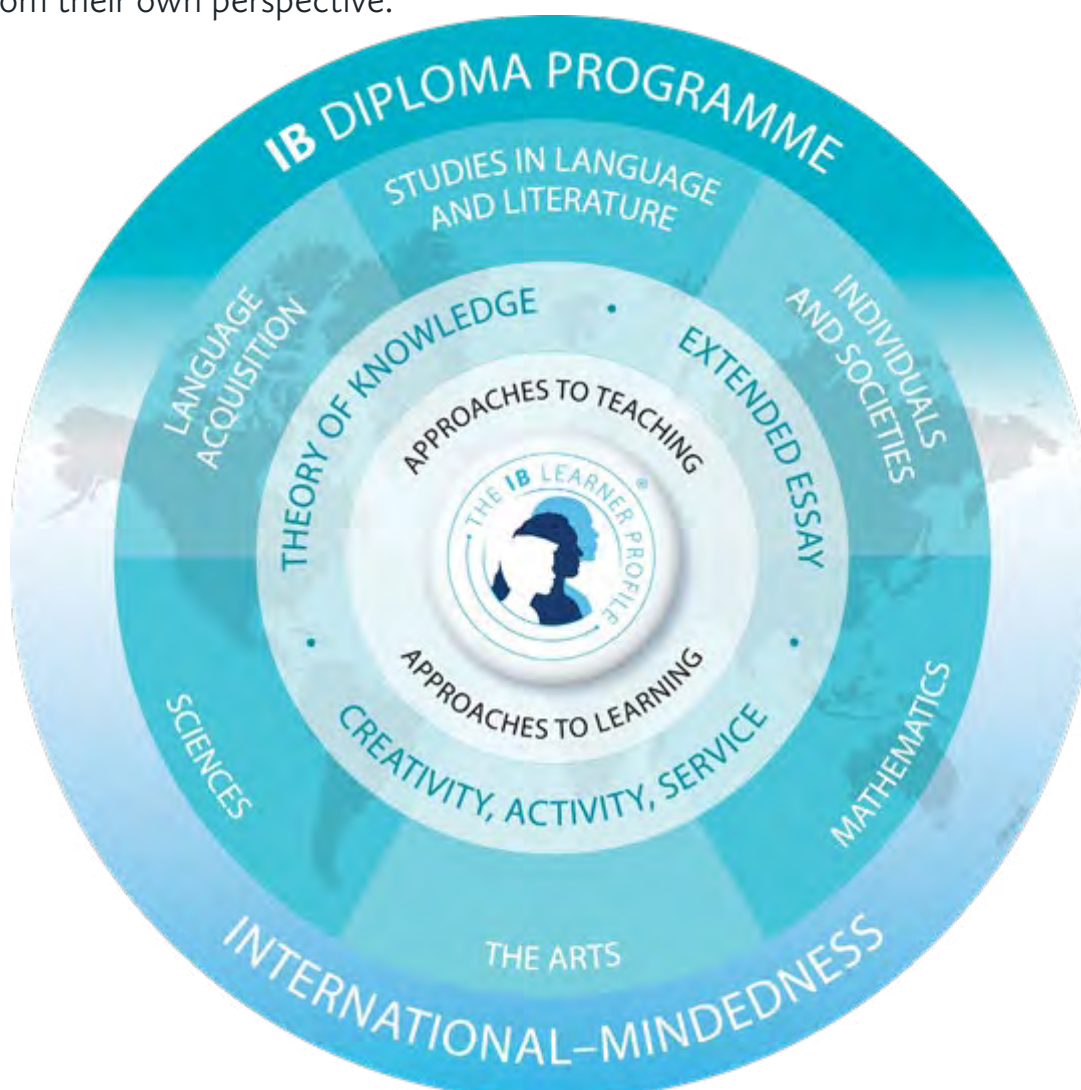 om their own perspective.
IB DIPLOMA PROGRAMME
STUDIES IN LANGUAGE
AND LITERATURE
LANGUAGE
ACQUISITION
INDIVIDUALS
AND SOCIETIES
THEORY OF KNOWLEDGE
EXTENDED ESSAY
APPROACHES TO TEACHING
THE IB LEARNER PROFILE®
APPROACHES TO LEARNING
CREATIVITY, ACTIVITY, SERVICE
SCIENCES
MATHEMATICS
THE ARTS
INTERNATIONAL–MINDEDNESS